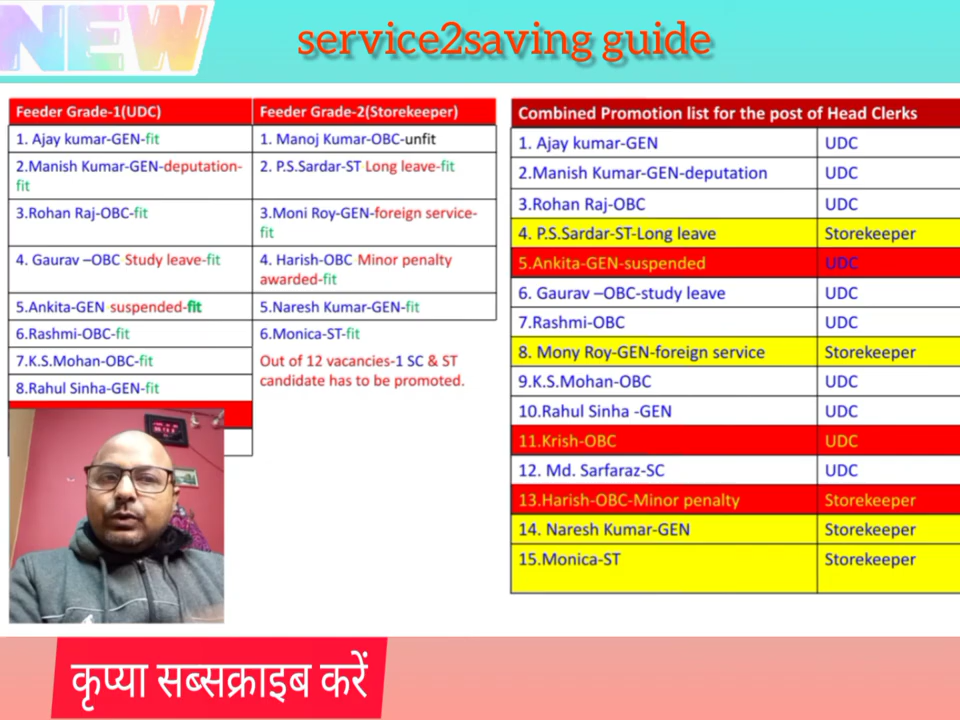 NEW
service2saving guide
Feeder Grade-1(UDC)
Feeder Grade-2(Storekeeper)
1. Ajay kumar-GEN-fit
1. Manoj Kumar-OBC-unfit
2.Manish Kumar-GEN-deputation-
fit
2. P.S.Sardar-ST Long leave-fit
3.Rohan Raj-OBC-fit
3.Moni Roy-GEN-foreign service-
fit
4. Gaurav –OBC Study leave-fit
4. Harish-OBC Minor penalty
awarded-fit
5.Ankita-GEN suspended-fit
5.Naresh Kumar-GEN-fit
6.Rashmi-OBC-fit
6.Monica-ST-fit
7.K.S.Mohan-OBC-fit
Out of 12 vacancies-1 SC & ST
candidate has to be promoted.
8.Rahul Sinha-GEN-fit
Combined Promotion list for the post of Head Clerks
1. Ajay kumar-GEN UDC
2.Manish Kumar-GEN-deputation UDC
3.Rohan Raj-OBC UDC
4. P.S.Sardar-ST-Long leave Storekeeper
5.Ankita-GEN-suspended UDC
6. Gaurav –OBC-study leave UDC
7.Rashmi-OBC UDC
8. Mony Roy-GEN-foreign service Storekeeper
9.K.S.Mohan-OBC UDC
10.Rahul Sinha -GEN UDC
11.Krish-OBC UDC
12. Md. Sarfaraz-SC UDC
13.Harish-OBC-Minor penalty Storekeeper
14. Naresh Kumar-GEN Storekeeper
15.Monica-ST Storekeeper
कृप्या सब्सक्राइब करें